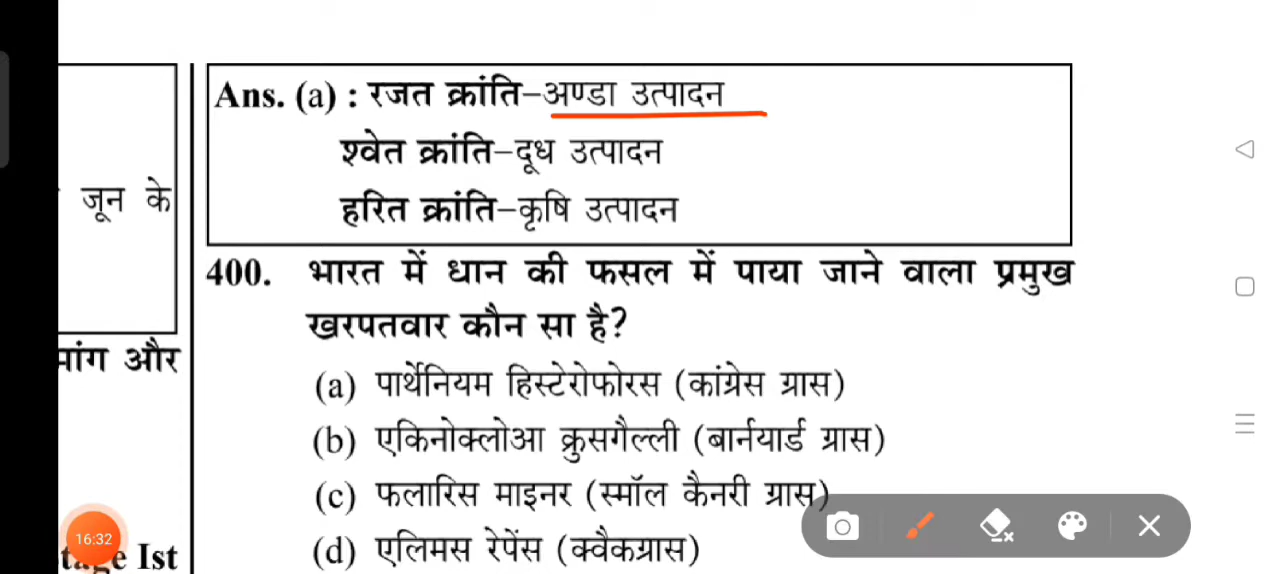 जून के
मांग और
Ist
Ans. (a) : रजत क्रांति–अण्डा उत्पादन
श्वेत क्रांति–दूध उत्पादन
हरित क्रांति–कृषि उत्पादन
400. भारत में धान की फसल में पाया जाने वाला प्रमुख
खरपतवार कौन सा है?
(a) पार्थेनियम हिस्टेरोफोरस (कांग्रेस ग्रास)
(b) एकिनोक्लोआ क्रुसगैल्ली (बार्नयार्ड ग्रास)
(c) फलारिस माइनर (स्मॉल कैनरी ग्रास)
(d) एलिमस रेपेंस (क्वैकग्रास)
16:32